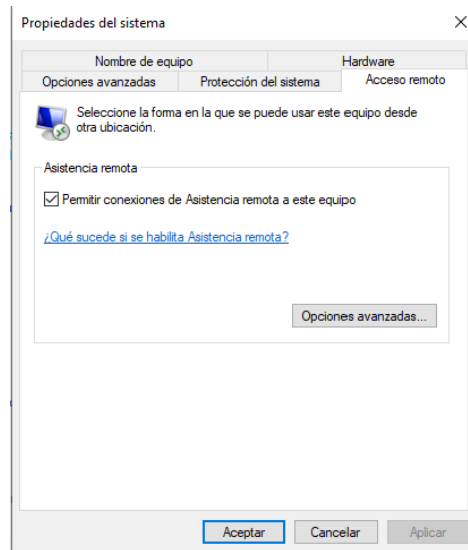 Propiedades del sistema
Nombre de equipo Hardware
Opciones avanzadas Protección del sistema Acceso remoto
Seleccione la forma en la que se puede usar este equipo desde
otra ubicación.
Asistencia remota
Permitir conexiones de Asistencia remota a este equipo
¿Qué sucede si se habilita Asistencia remota?
Opciones avanzadas...
Aceptar Cancelar Aplicar